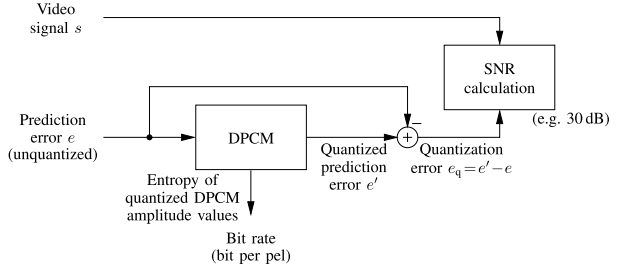 Video
signal s
SNR
calculation
(e.g. 30 dB)
Prediction
error e
(unquantized)
DPCM
−
+
Quantized
prediction
error e′
Quantization
error e_q = e′ − e
Entropy of
quantized DPCM
amplitude values
Bit rate
(bit per pel)